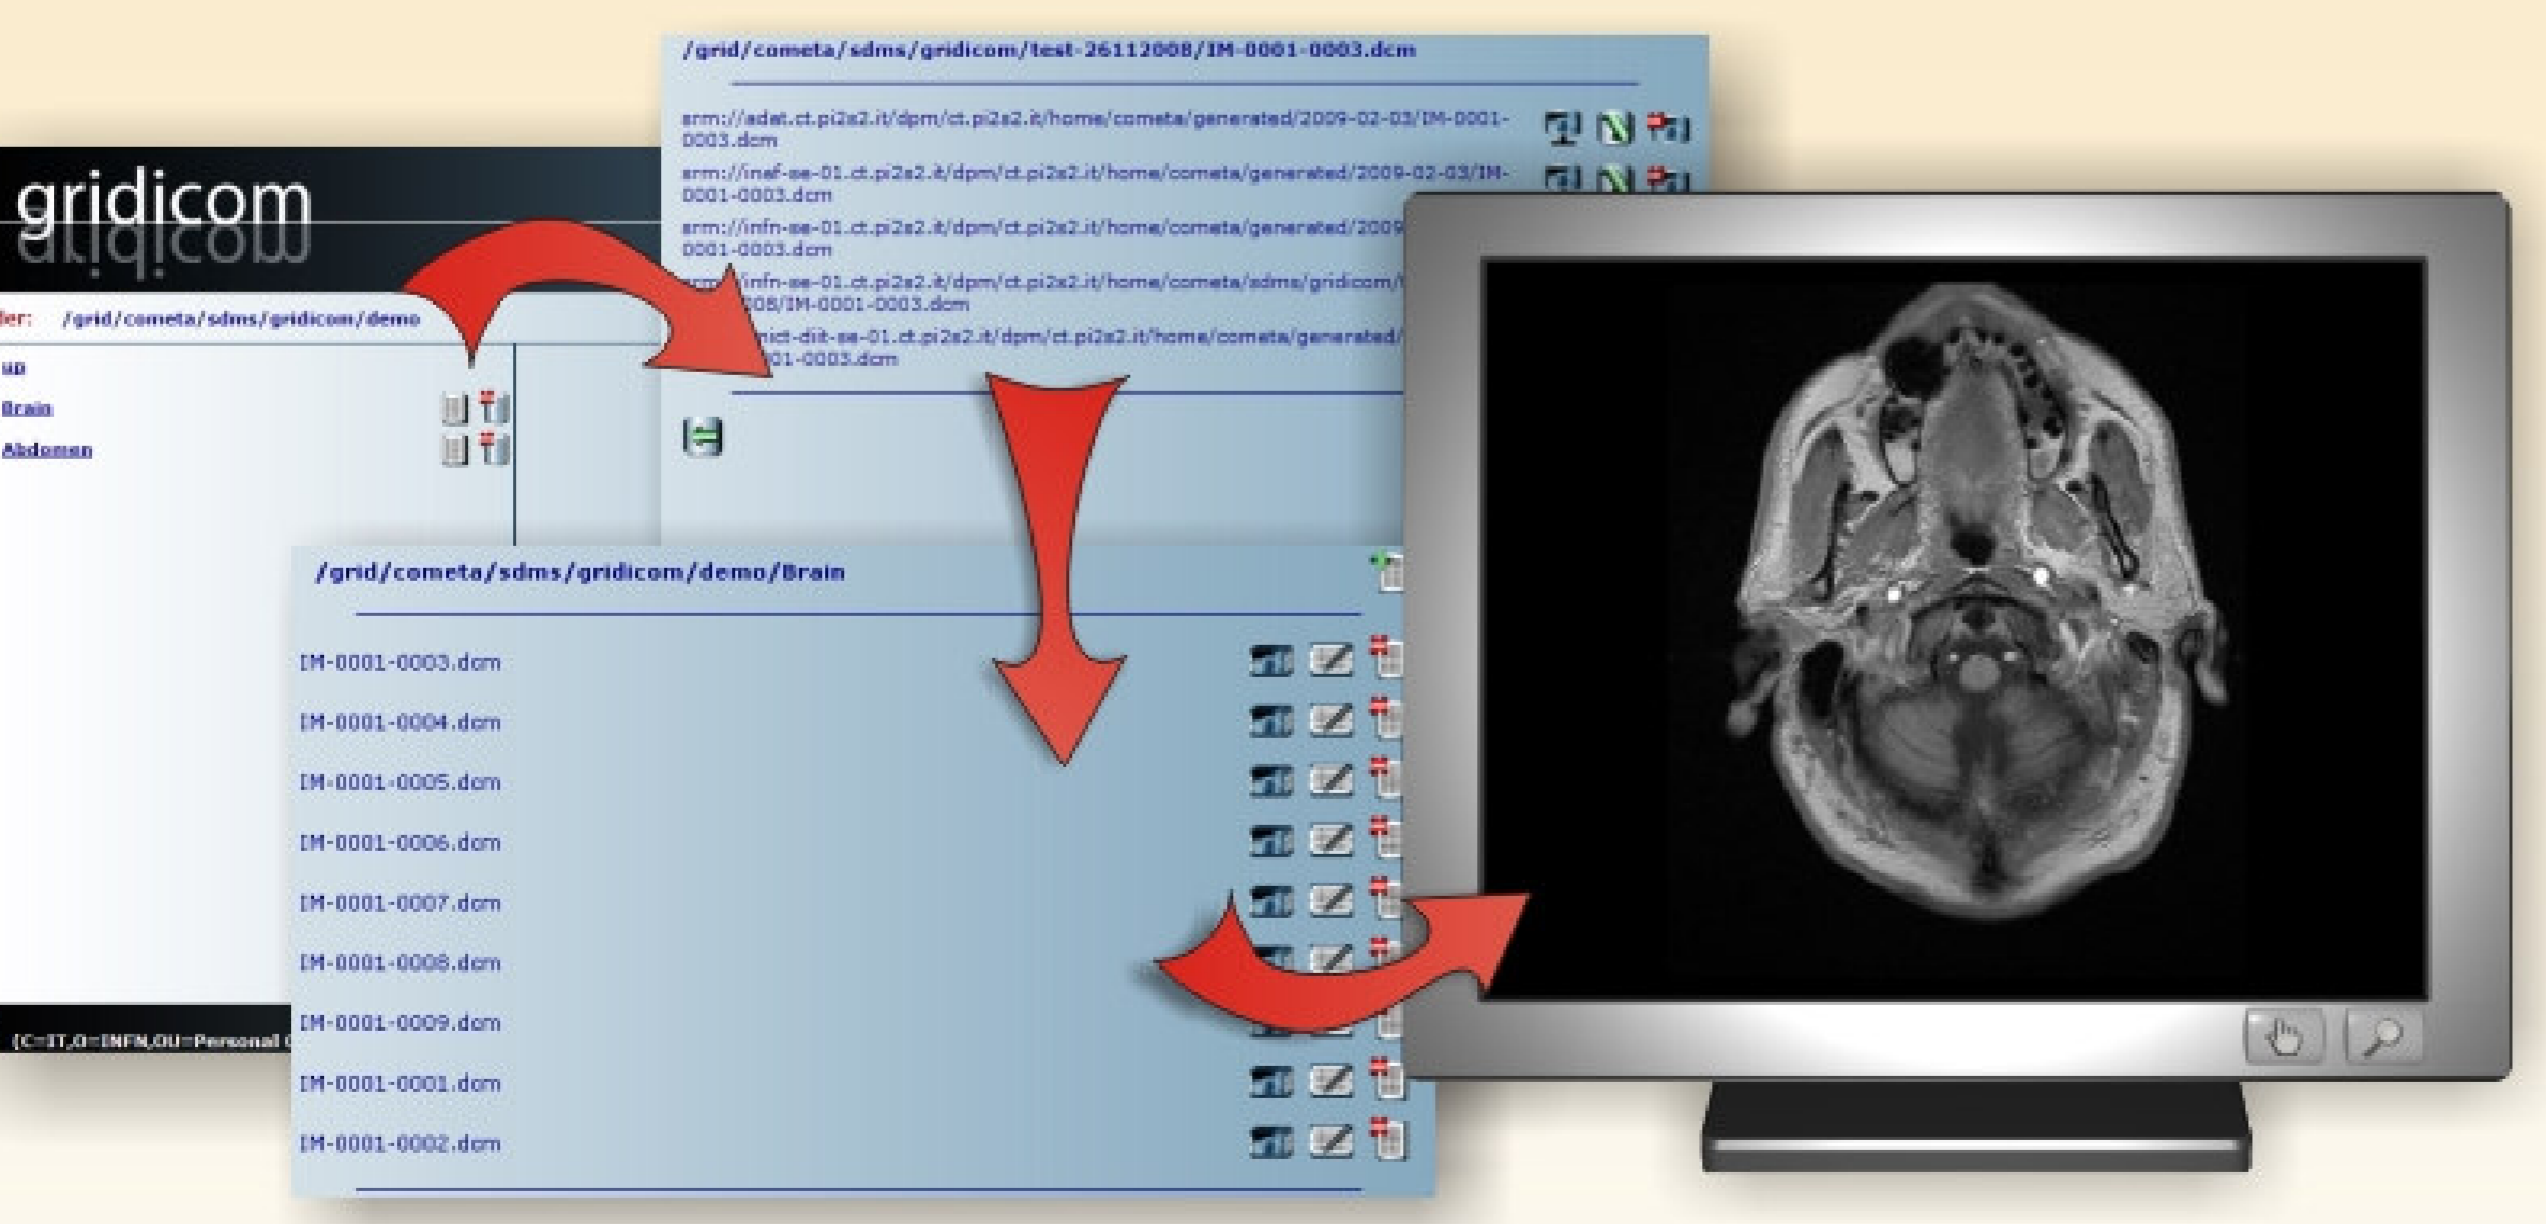 gridicom
/grid/cometa/sdms/gridicom/demo
up
Brain
Abdomen
{C=IT,O=INFN,OU=Personal
/grid/cometa/sdms/gridicom/test-26112008/IM-0001-0003.dcm
srm://adat.ct.pi2s2.it/dpm/ct.pi2s2.it/home/cometa/generated/2009-02-03/IM-0001-
0003.dcm
srm://inaf-se-01.ct.pi2s2.it/dpm/ct.pi2s2.it/home/cometa/generated/2009-02-03/IM-
0001-0003.dcm
srm://infn-se-01.ct.pi2s2.it/dpm/ct.pi2s2.it/home/cometa/generated/2009
0001-0003.dcm
infn-se-01.ct.pi2s2.it/dpm/ct.pi2s2.it/home/cometa/sdms/gridicom/
008/IM-0001-0003.dcm
nict-diit-se-01.ct.pi2s2.it/dpm/ct.pi2s2.it/home/cometa/generated/
01-0003.dcm
/grid/cometa/sdms/gridicom/demo/Brain
IM-0001-0003.dcm
IM-0001-0004.dcm
IM-0001-0005.dcm
IM-0001-0006.dcm
IM-0001-0007.dcm
IM-0001-0008.dcm
IM-0001-0009.dcm
IM-0001-0001.dcm
IM-0001-0002.dcm